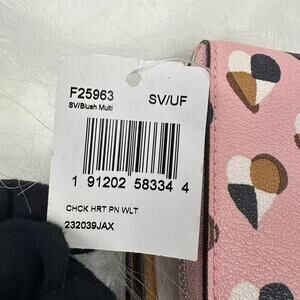 F25963 SV/UF
SV/Blush Multi
1 91202 58334 4
CHCK HRT PN WLT
232039JAX